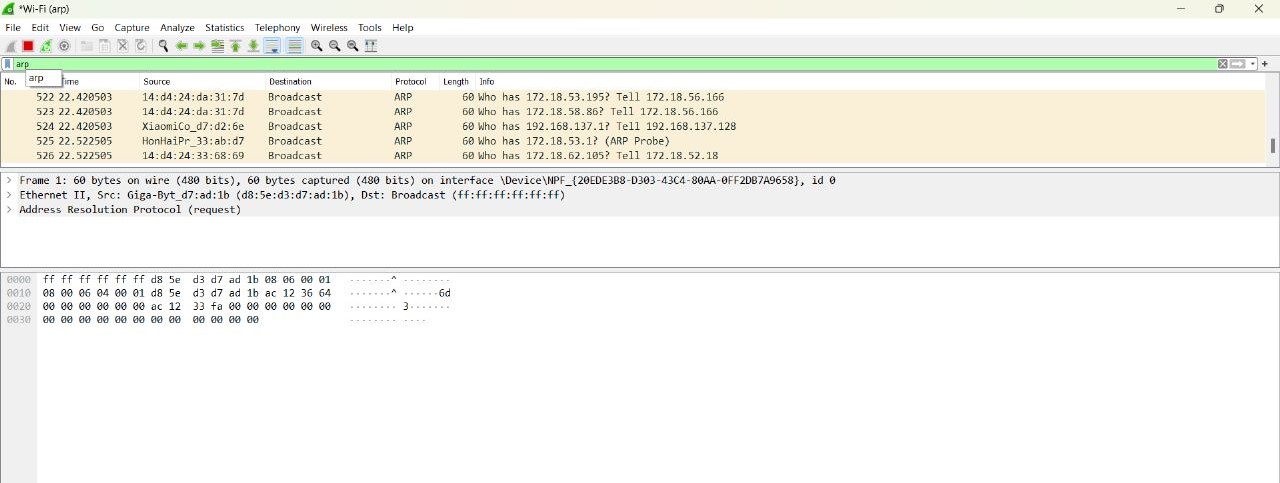 *Wi-Fi (arp)
File Edit View Go Capture Analyze Statistics Telephony Wireless Tools Help
arp
arp
No. Time Source Destination Protocol Length Info
522 22.420503 14:d4:24:da:31:7d Broadcast ARP 60 Who has 172.18.53.195? Tell 172.18.56.166
523 22.420503 14:d4:24:da:31:7d Broadcast ARP 60 Who has 172.18.58.86? Tell 172.18.56.166
524 22.420503 XiaomiCo_d7:d2:6e Broadcast ARP 60 Who has 192.168.137.1? Tell 192.168.137.128
525 22.522505 HonHaiPr_33:ab:d7 Broadcast ARP 60 Who has 172.18.53.1? (ARP Probe)
526 22.522505 14:d4:24:33:68:69 Broadcast ARP 60 Who has 172.18.62.105? Tell 172.18.52.18
> Frame 1: 60 bytes on wire (480 bits), 60 bytes captured (480 bits) on interface \Device\NPF_{20EDE3B8-D303-43C4-80AA-0FF2DB7A9658}, id 0
> Ethernet II, Src: Giga-Byt_d7:ad:1b (d8:5e:d3:d7:ad:1b), Dst: Broadcast (ff:ff:ff:ff:ff:ff)
> Address Resolution Protocol (request)
0000 ff ff ff ff ff ff d8 5e d3 d7 ad 1b 08 06 00 01 ·······^ ········
0010 08 00 06 04 00 01 d8 5e d3 d7 ad 1b ac 12 36 64 ·······^ ······6d
0020 00 00 00 00 00 00 ac 12 33 fa 00 00 00 00 00 00 ········ 3·······
0030 00 00 00 00 00 00 00 00 00 00 00 00 ········ ····